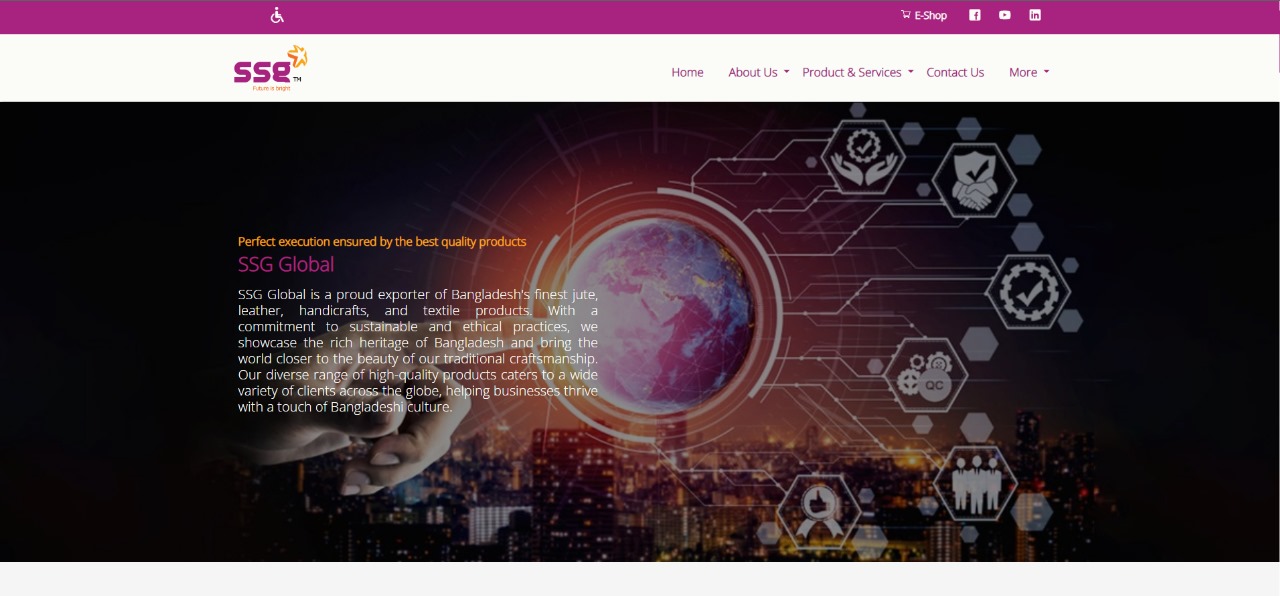 E-Shop
ssg TM
Future is bright
Home About Us Product & Services Contact Us More
Perfect execution ensured by the best quality products
SSG Global
SSG Global is a proud exporter of Bangladesh's finest jute,
leather, handicrafts, and textile products. With a
commitment to sustainable and ethical practices, we
showcase the rich heritage of Bangladesh and bring the
world closer to the beauty of our traditional craftsmanship.
Our diverse range of high-quality products caters to a wide
variety of clients across the globe, helping businesses thrive
with a touch of Bangladeshi culture.
QC